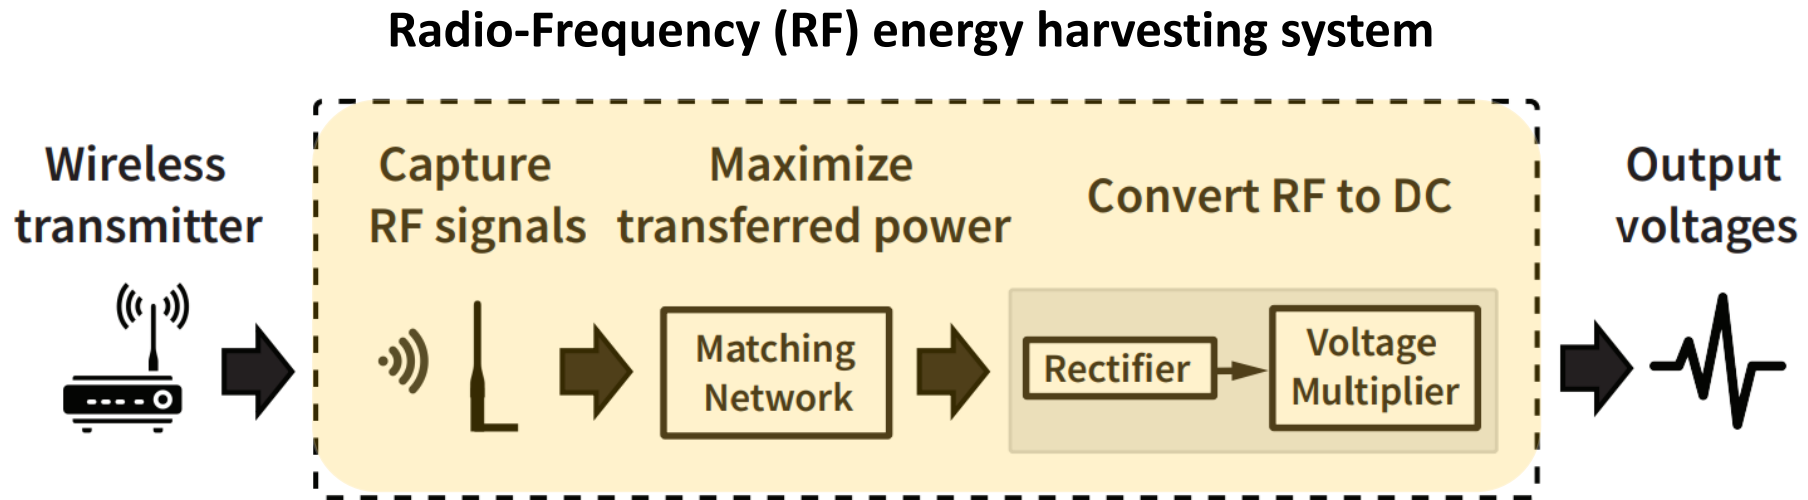 Radio-Frequency (RF) energy harvesting system
Wireless
transmitter
Capture
RF signals
Maximize
transferred power
Convert RF to DC
Output
voltages
Matching
Network
Rectifier
Voltage
Multiplier